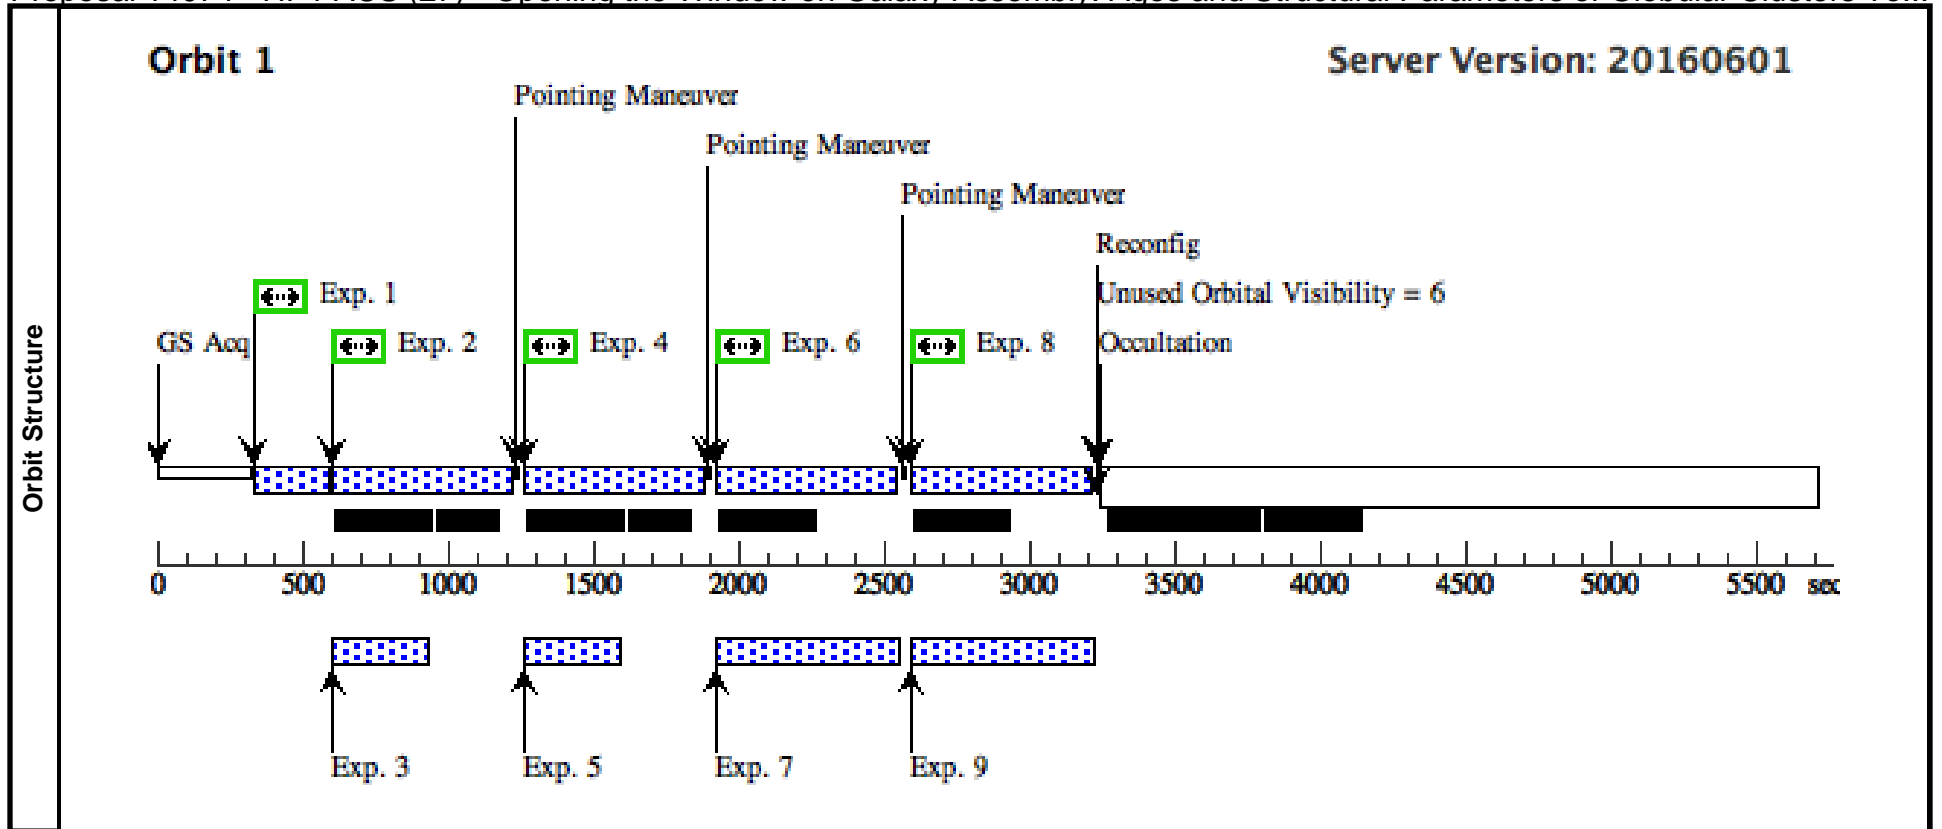 Orbit 1
Server Version: 20160601
Pointing Maneuver
Pointing Maneuver
Pointing Maneuver
Reconfig
Exp. 1
Unused Orbital Visibility = 6
GS Acq
Exp. 2
Exp. 4
Exp. 6
Exp. 8
Occultation
Orbit Structure
0 500 1000 1500 2000 2500 3000 3500 4000 4500 5000 5500 sec
Exp. 3
Exp. 5
Exp. 7
Exp. 9